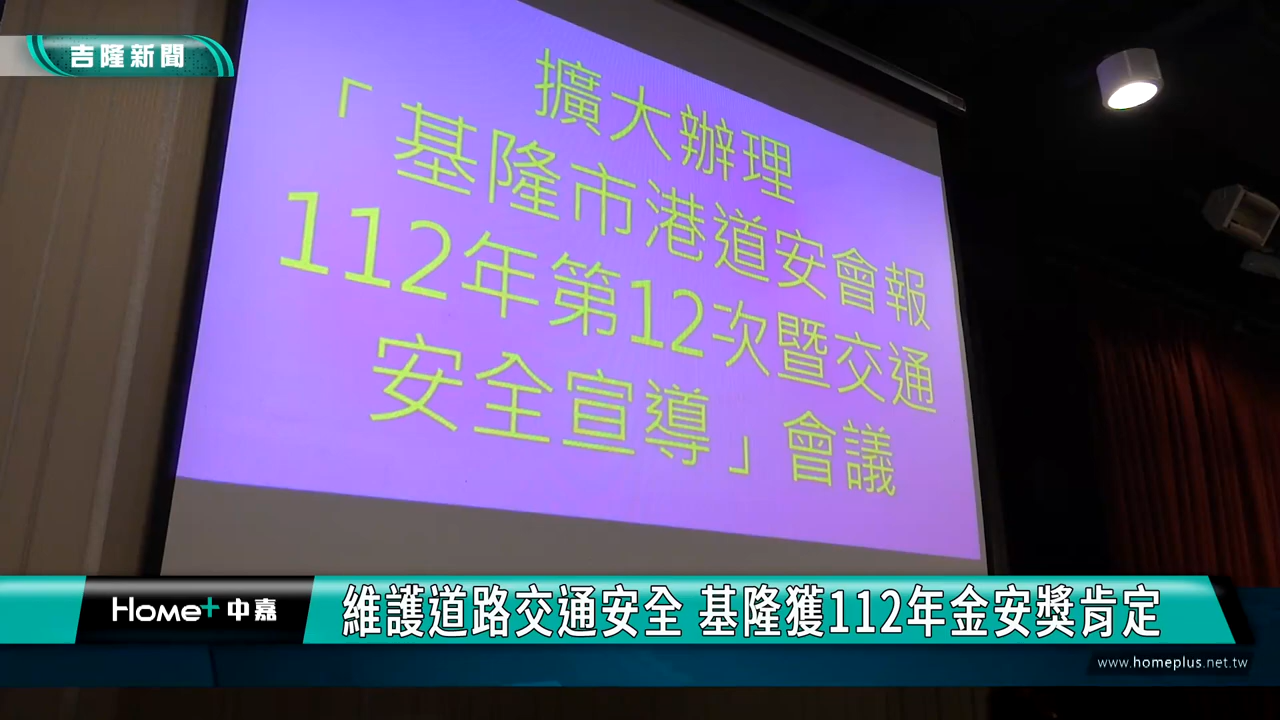 吉隆新聞
擴大辦理
「基隆市港道安會報
112年第12次暨交通
安全宣導」會議
Home+中嘉
維護道路交通安全 基隆獲112年金安獎肯定
www.homeplus.net.tw